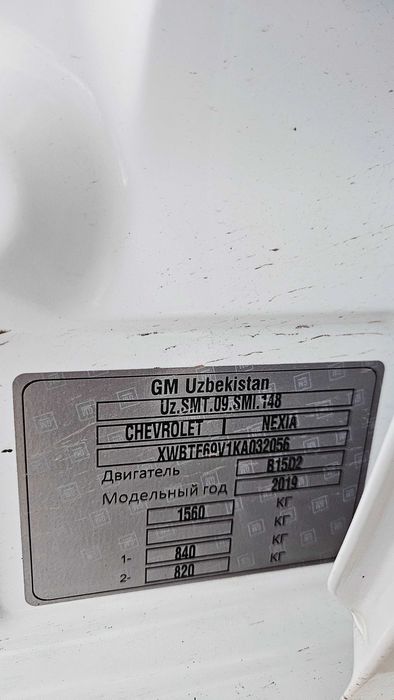 GM Uzbekistan
Uz.SMT.09.SMI.148
CHEVROLET NEXIA
XWBTF69V1KA032056
Двигатель B15D2
Модельный год 2019
1560 КГ
КГ
1- 840 КГ
2- 820 КГ